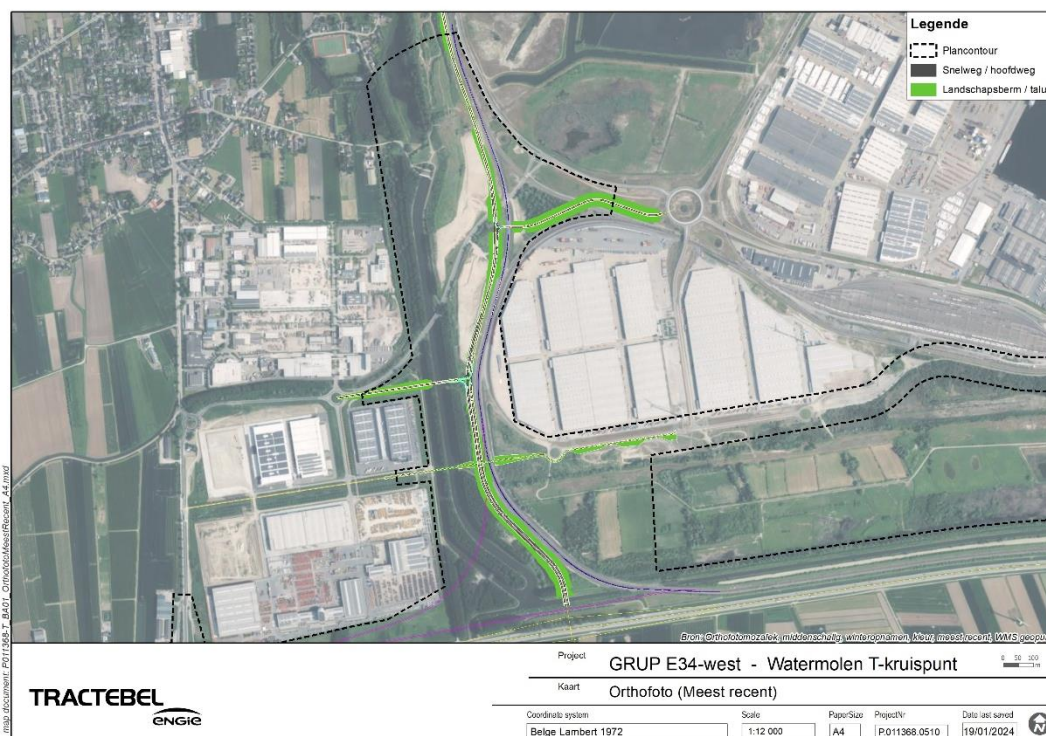 Legende
Plancontour
Snelweg / hoofdweg
Landschapsberm / talu
Bron: Orthofotomozaïek, middenschalig, winteropnamen, kleur, meest recent, WMS geopu
map document: P011368-T_BA01_OrthofotoMeestRecent_A4.mxd
TRACTEBEL
ENGIE
Project
GRUP E34-west - Watermolen T-kruispunt
0 50 100
m
Kaart
Orthofoto (Meest recent)
Coordinate system
Scale
PaperSize
ProjectNr
Date last saved
Belge Lambert 1972
1:12 000
A4
P.011368.0510
19/01/2024